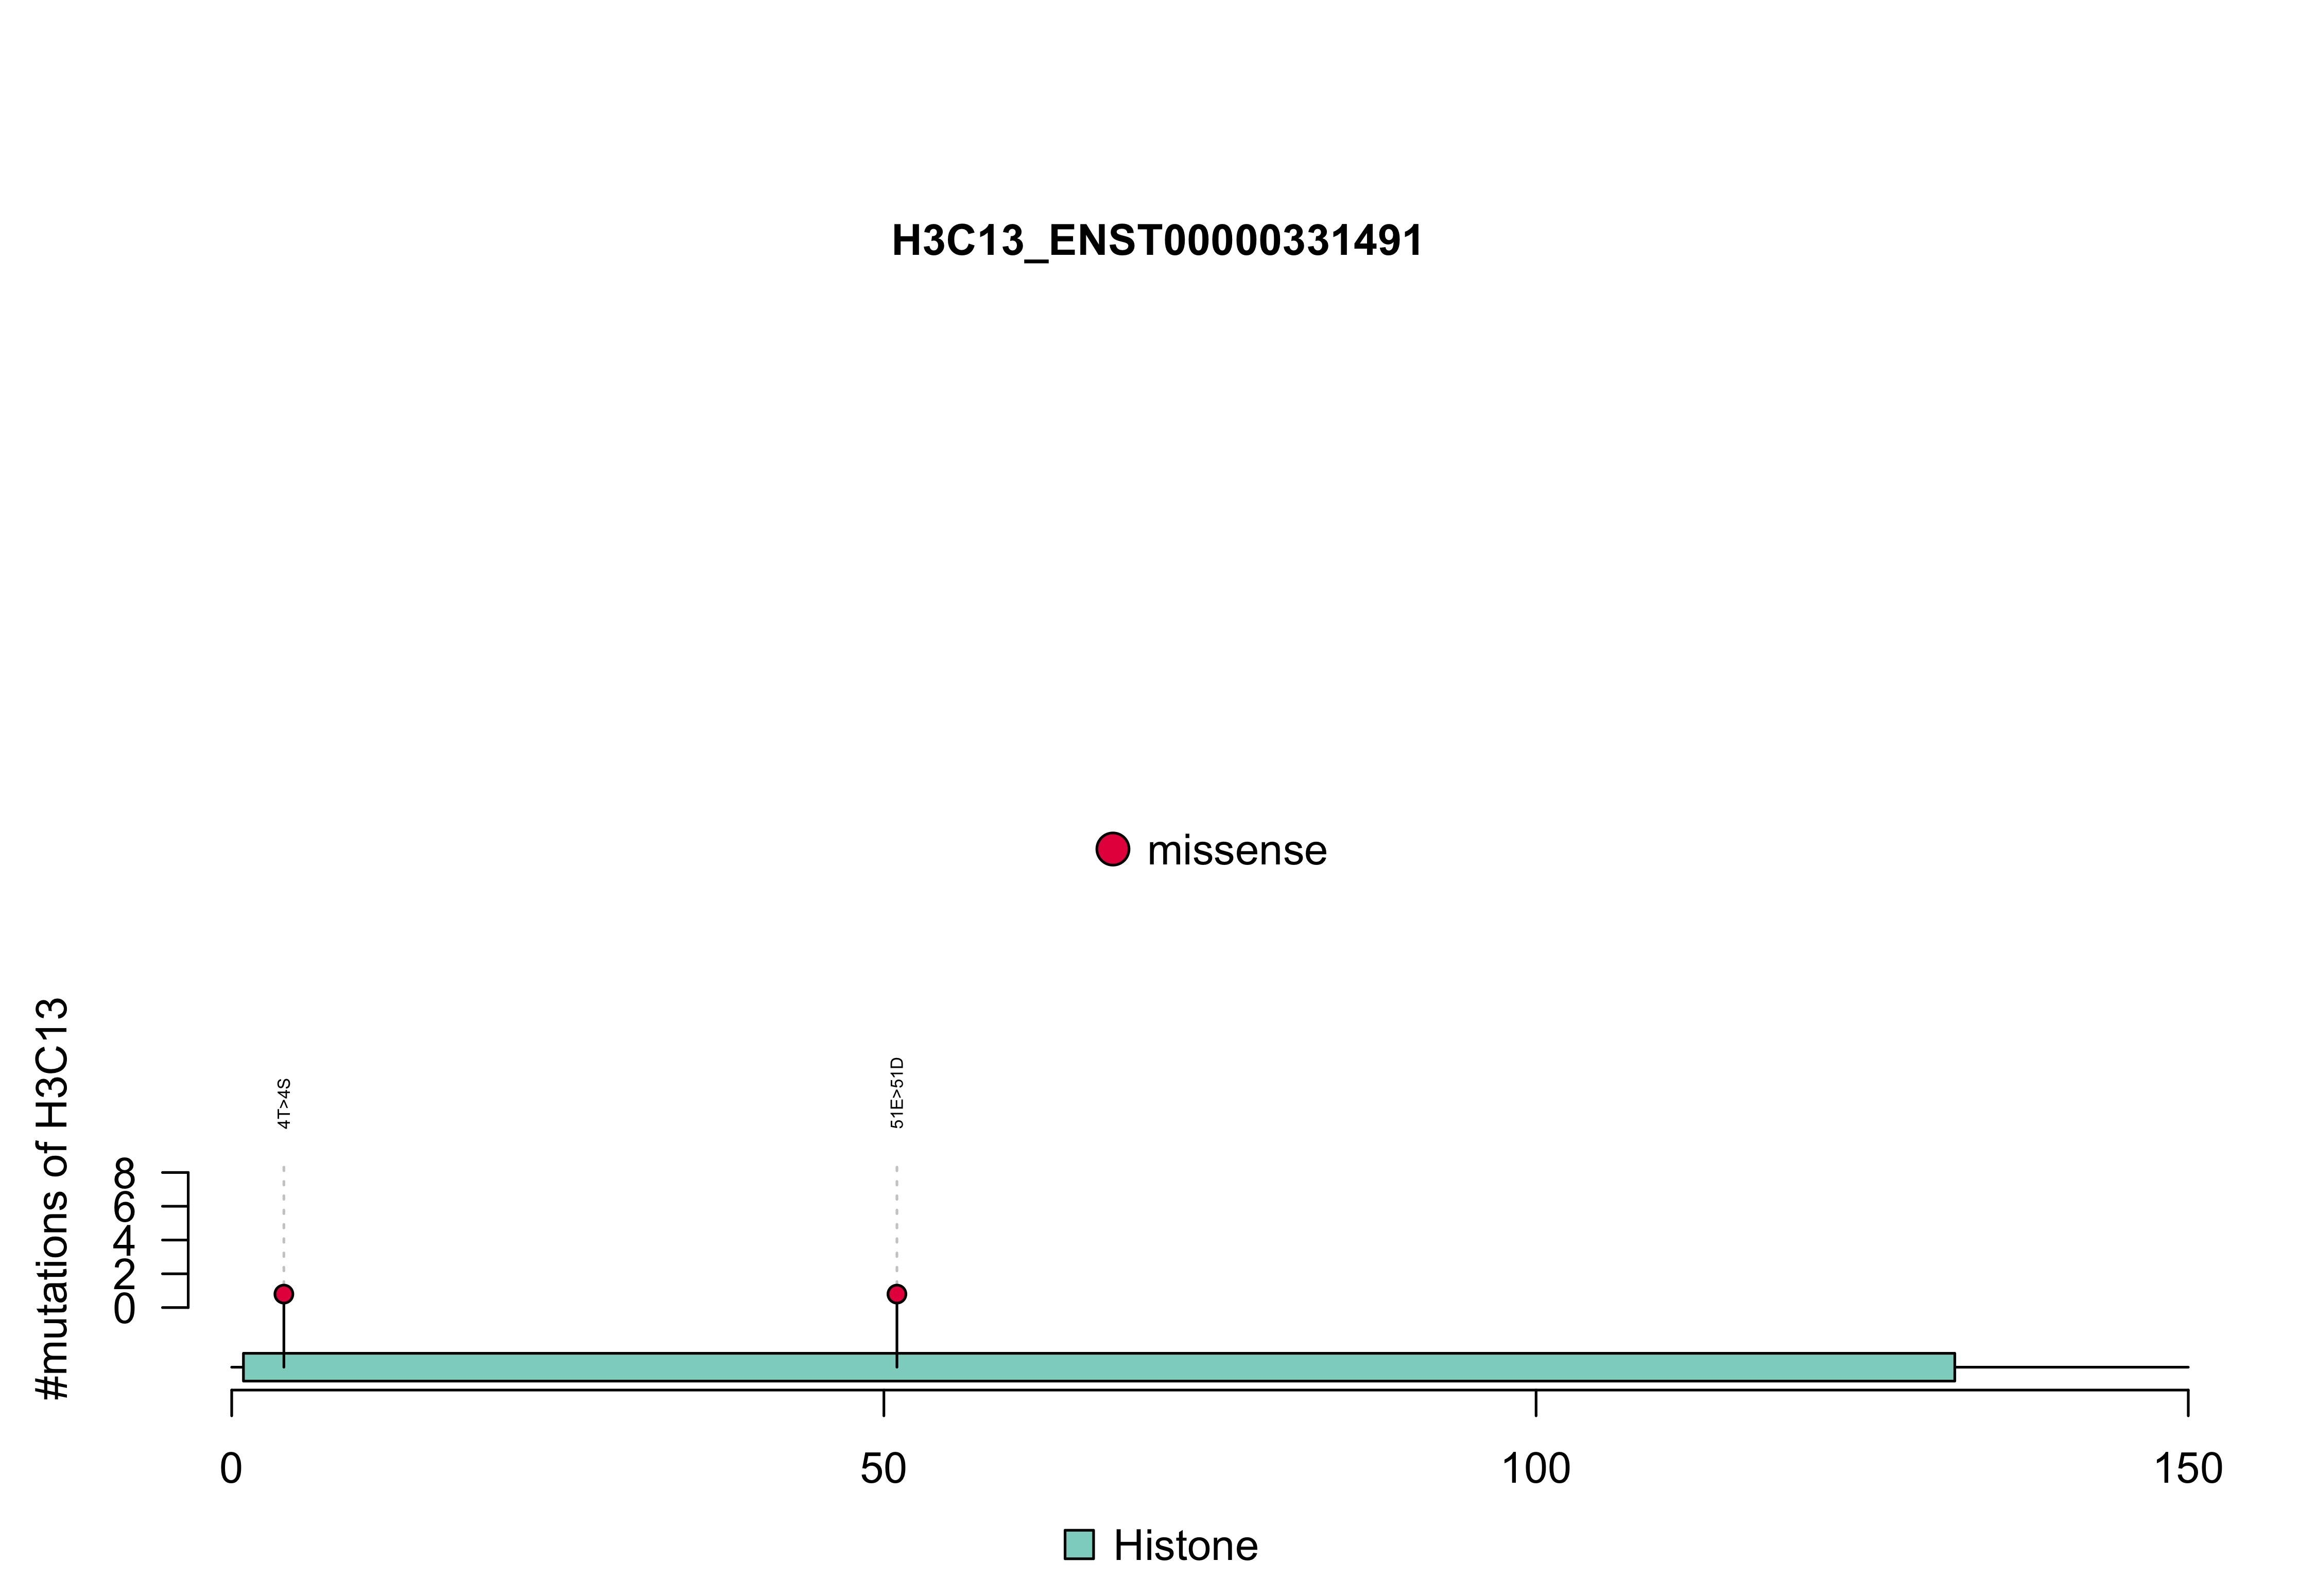 H3C13_ENST00000331491
missense
#mutations of H3C13
4T>4S
51E>51D
8
6
4
2
0
0 50 100 150
Histone